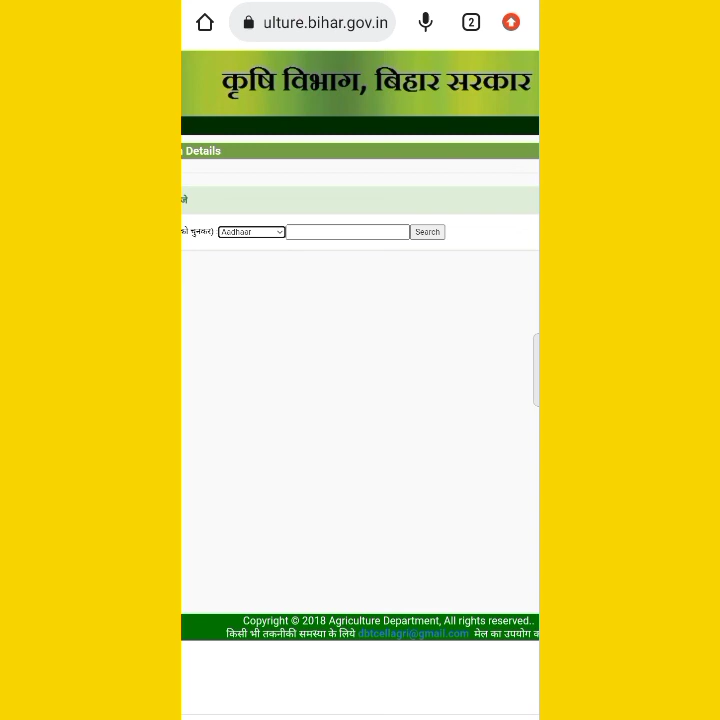 ulture.bihar.gov.in
2
कृषि विभाग, बिहार सरकार
Details
को चुनकर) : Aadhaar Search
Copyright © 2018 Agriculture Department, All rights reserved..
किसी भी तकनीकी समस्या के लिये dbtcellagri@gmail.com मेल का उपयोग